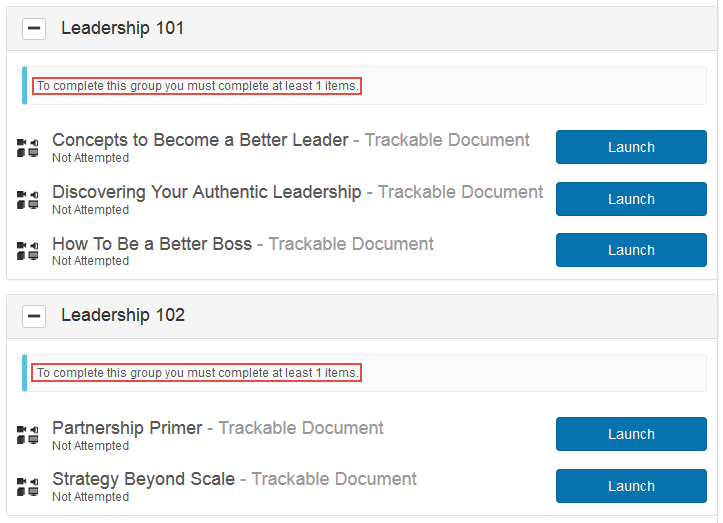 Leadership 101
To complete this group you must complete at least 1 items.
Concepts to Become a Better Leader - Trackable Document
Not Attempted
Launch
Discovering Your Authentic Leadership - Trackable Document
Not Attempted
Launch
How To Be a Better Boss - Trackable Document
Not Attempted
Launch
Leadership 102
To complete this group you must complete at least 1 items.
Partnership Primer - Trackable Document
Not Attempted
Launch
Strategy Beyond Scale - Trackable Document
Not Attempted
Launch